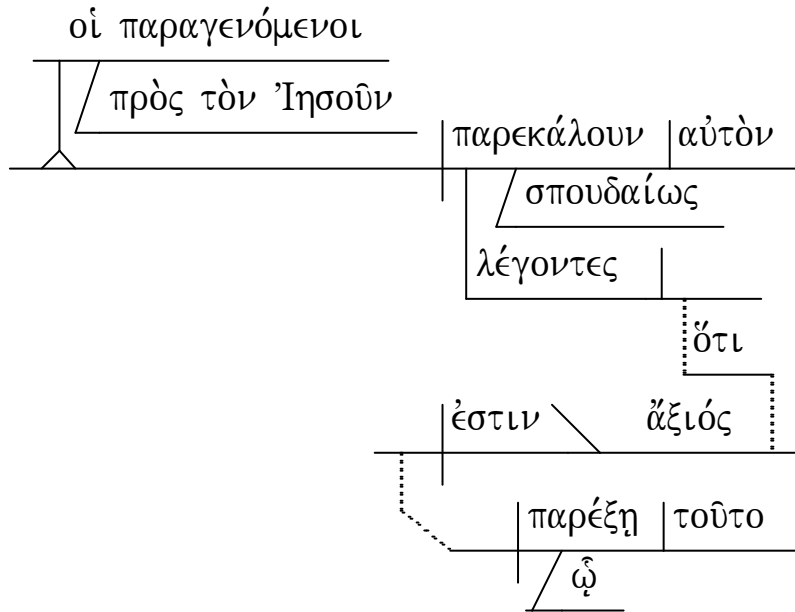 οἱ παραγενόμενοι
πρὸς τὸν Ἰησοῦν
παρεκάλουν αὐτὸν
σπουδαίως
λέγοντες
ὅτι
ἐστιν ἄξιός
παρέξῃ τοῦτο
ᾧ